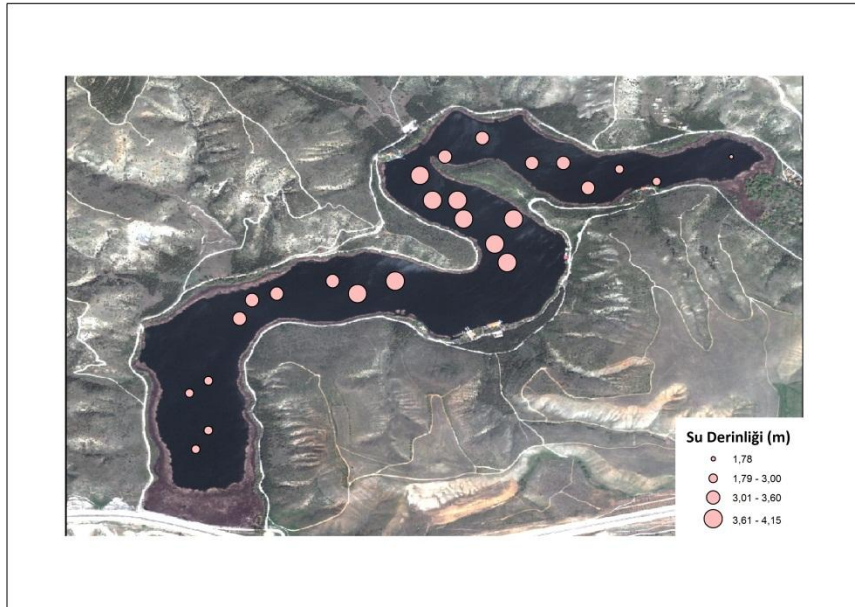 Su Derinliği (m)
1,78
1,79 - 3,00
3,01 - 3,60
3,61 - 4,15